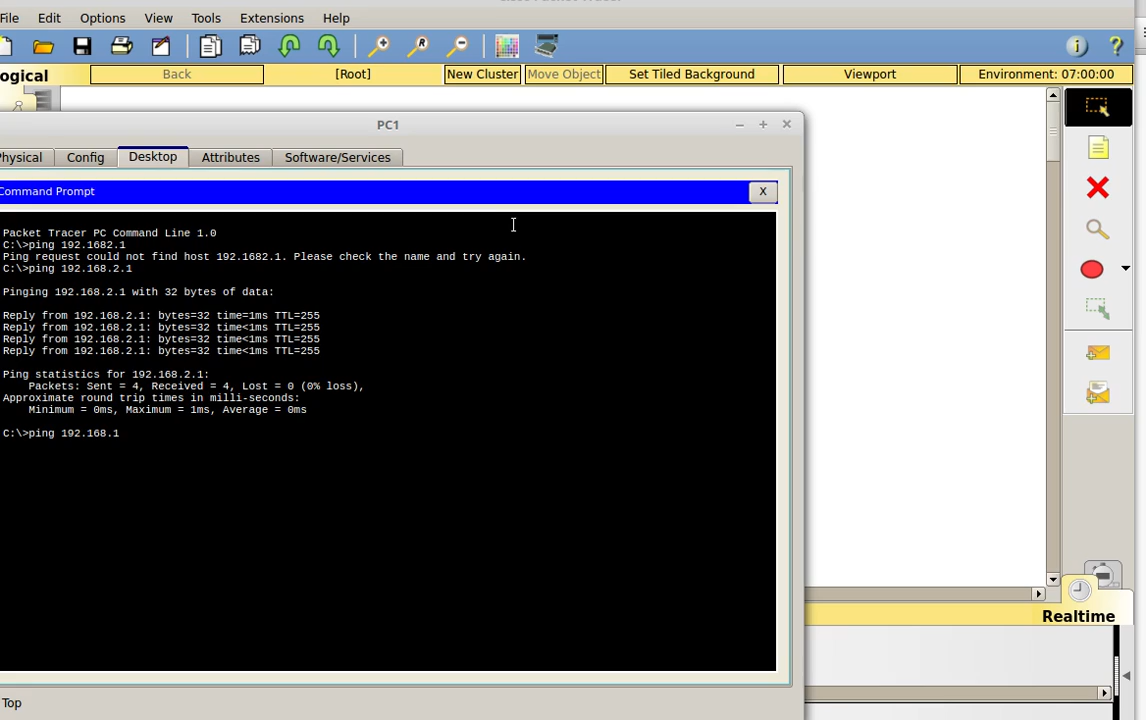 File Edit Options View Tools Extensions Help
ogical Back [Root] New Cluster Move Object Set Tiled Background Viewport Environment: 07:00:00
PC1
Physical Config Desktop Attributes Software/Services
Command Prompt X
Packet Tracer PC Command Line 1.0
C:\>ping 192.1682.1
Ping request could not find host 192.1682.1. Please check the name and try again.
C:\>ping 192.168.2.1
Pinging 192.168.2.1 with 32 bytes of data:
Reply from 192.168.2.1: bytes=32 time=1ms TTL=255
Reply from 192.168.2.1: bytes=32 time<1ms TTL=255
Reply from 192.168.2.1: bytes=32 time<1ms TTL=255
Reply from 192.168.2.1: bytes=32 time<1ms TTL=255
Ping statistics for 192.168.2.1:
Packets: Sent = 4, Received = 4, Lost = 0 (0% loss),
Approximate round trip times in milli-seconds:
Minimum = 0ms, Maximum = 1ms, Average = 0ms
C:\>ping 192.168.1
Realtime
Top